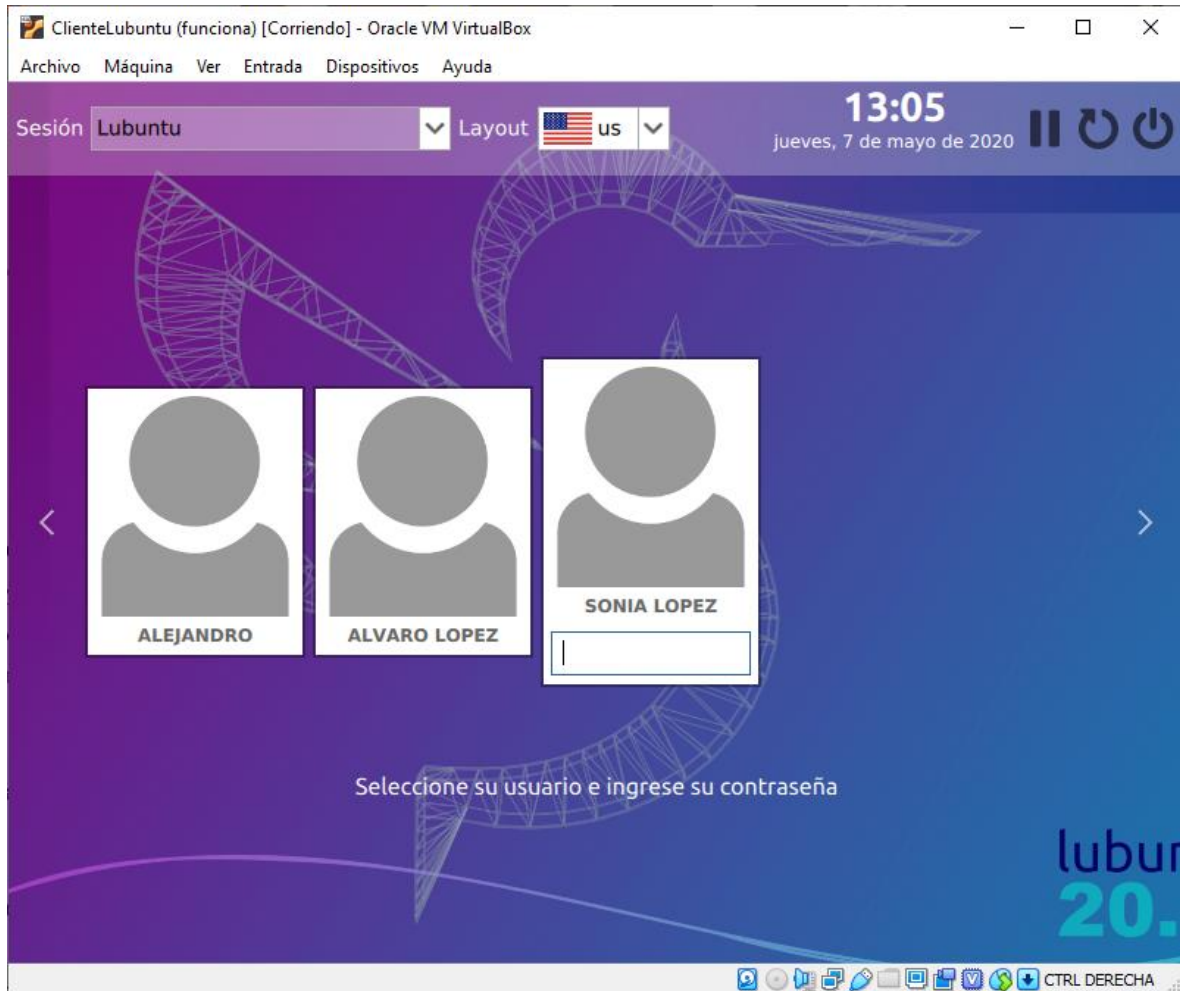 ClienteLubuntu (funciona) [Corriendo] - Oracle VM VirtualBox
Archivo Máquina Ver Entrada Dispositivos Ayuda
Sesión Lubuntu Layout us 13:05
jueves, 7 de mayo de 2020
ALEJANDRO ALVARO LOPEZ SONIA LOPEZ
Seleccione su usuario e ingrese su contraseña
lubun
20.
CTRL DERECHA